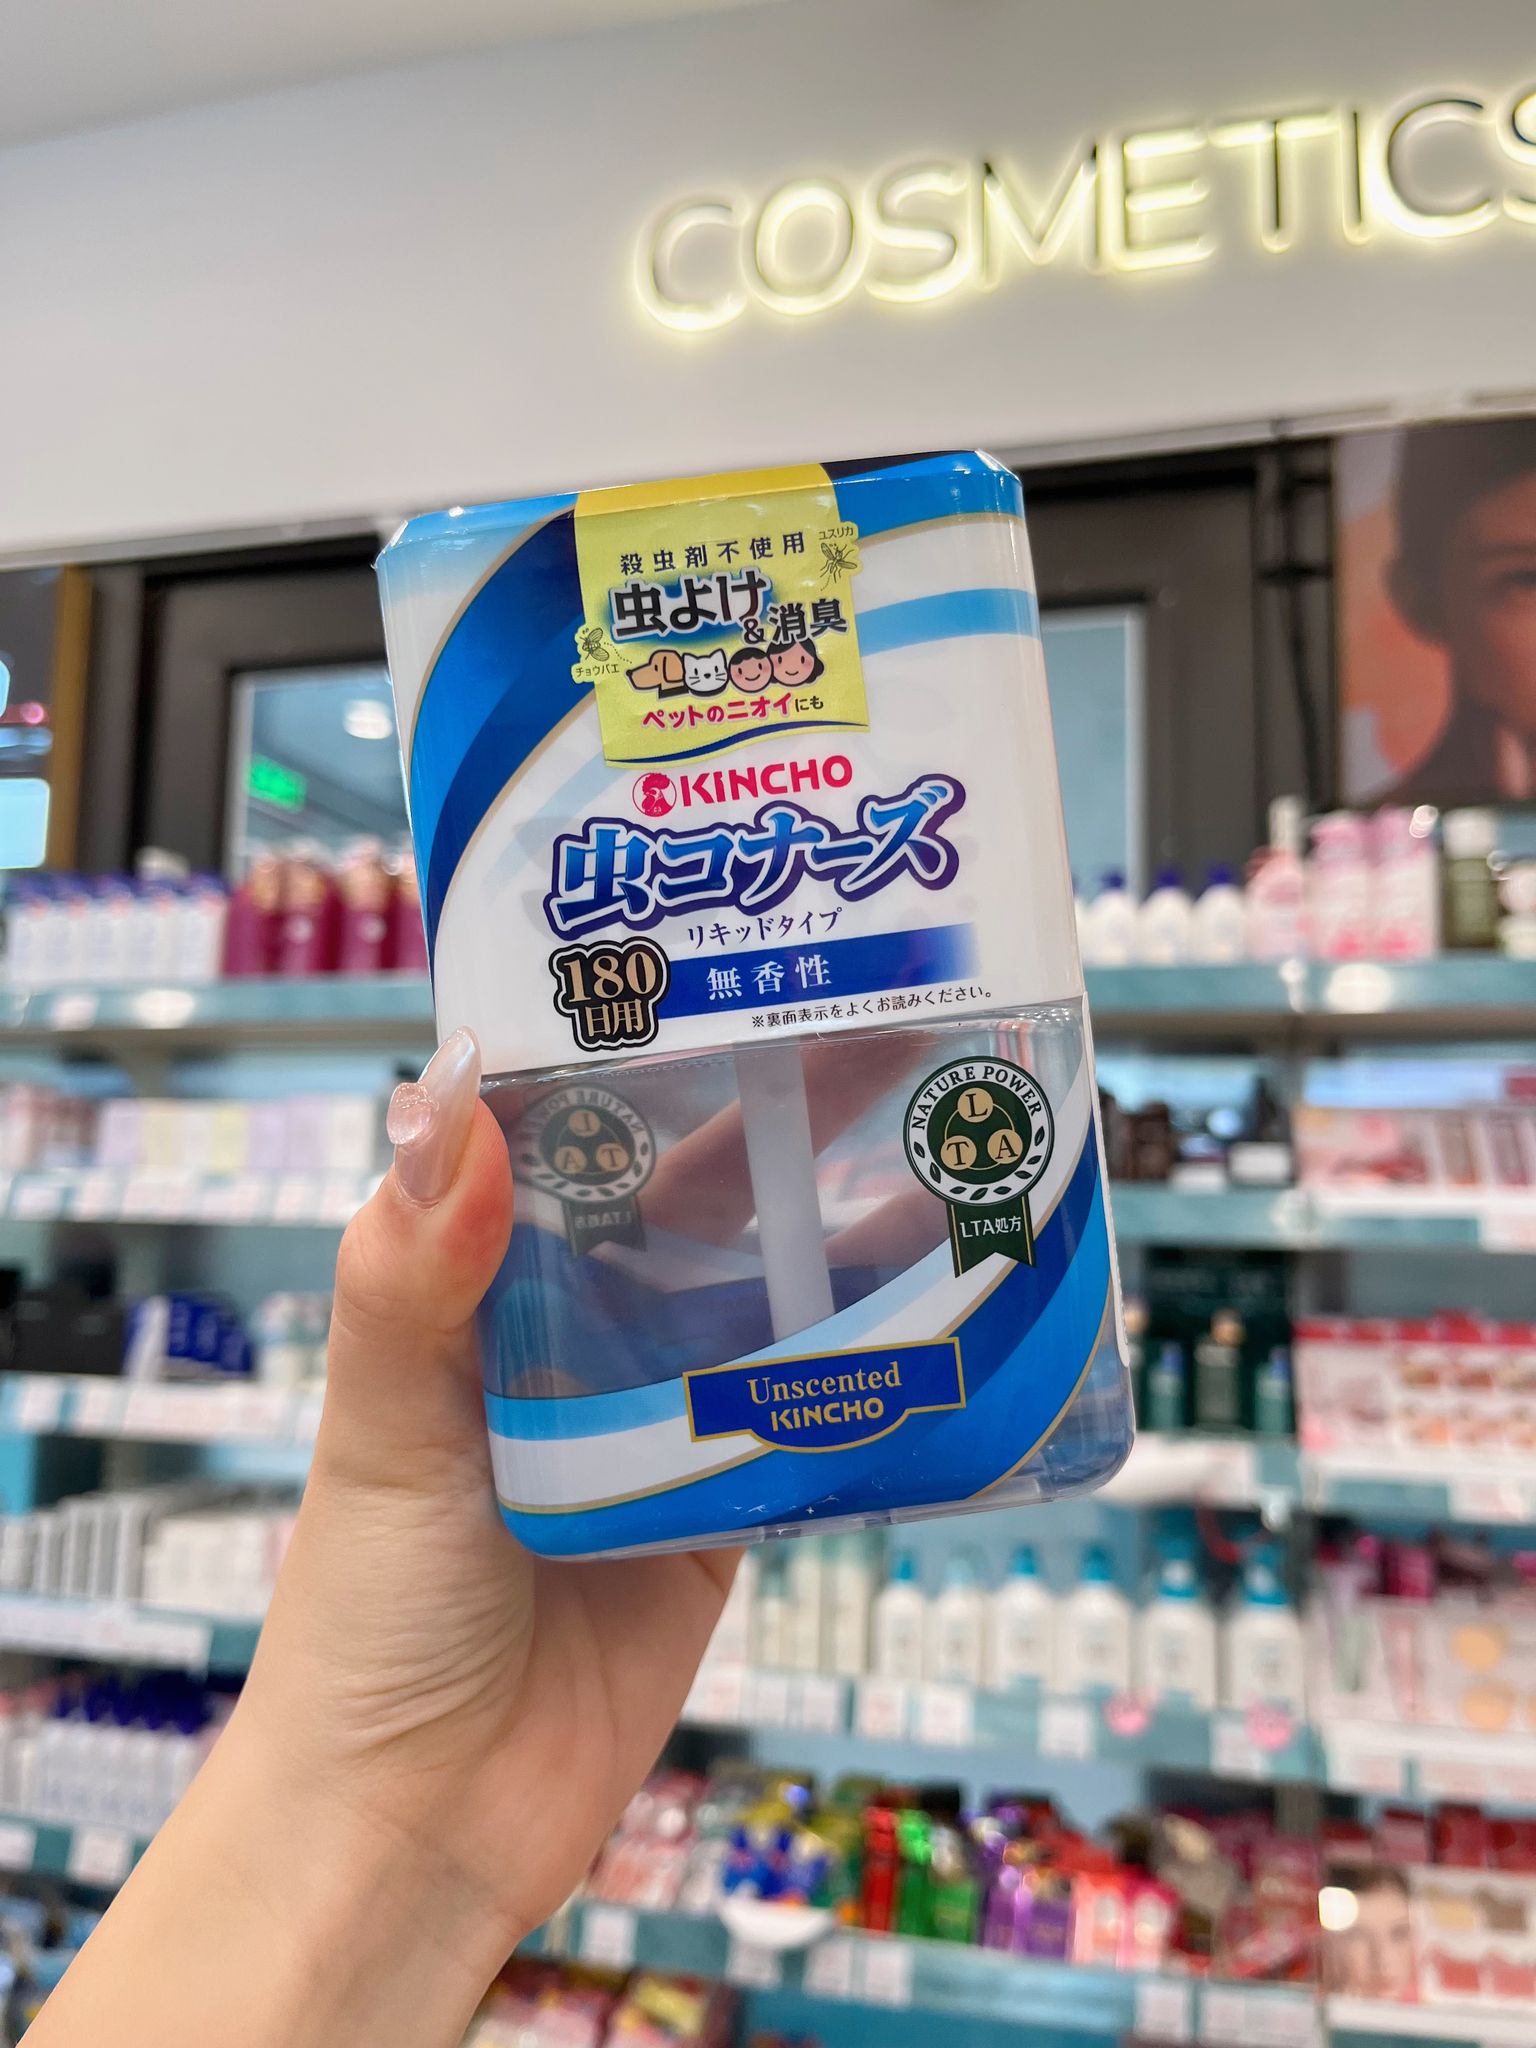 COSMETICS
殺虫剤不使用
ユスリカ
虫よけ
&消臭
チョウバエ
ペットのニオイにも
KINCHO
虫コナーズ
リキッドタイプ
180
日用
無香性
※裏面表示をよくお読みください。
NATURE POWER
L
T A
LTA処方
Unscented
KINCHO